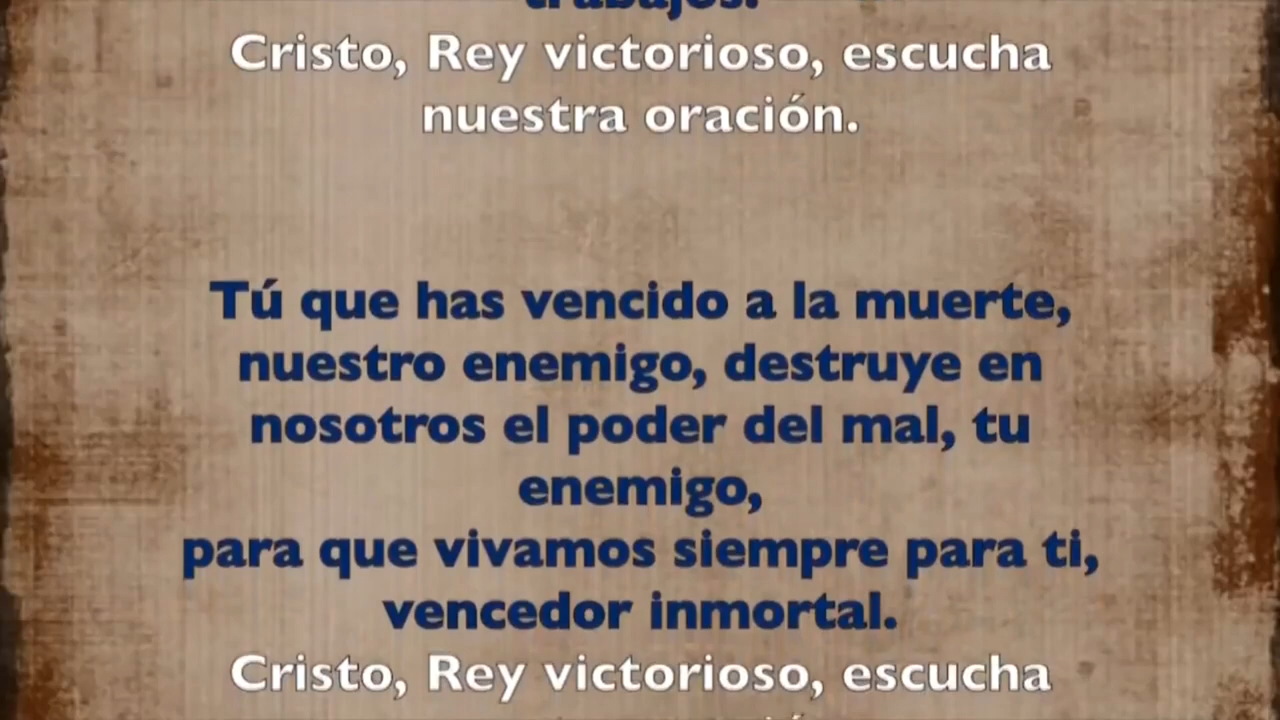 trabajos.
Cristo, Rey victorioso, escucha
nuestra oración.
Tú que has vencido a la muerte,
nuestro enemigo, destruye en
nosotros el poder del mal, tu
enemigo,
para que vivamos siempre para ti,
vencedor inmortal.
Cristo, Rey victorioso, escucha